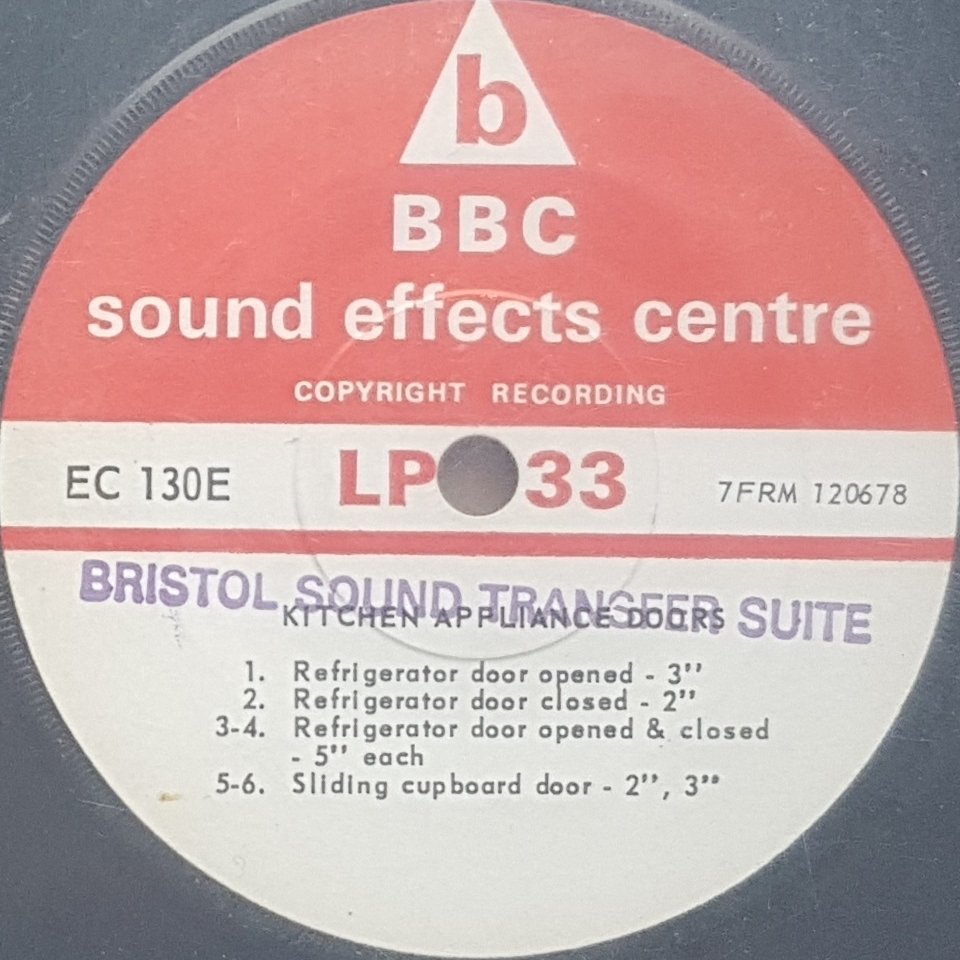 b
BBC
sound effects centre
COPYRIGHT RECORDING
EC 130E LP 33 7FRM 120678
BRISTOL SOUND TRANSFER SUITE
KITCHEN APPLIANCE DOORS
1. Refrigerator door opened - 3''
2. Refrigerator door closed - 2''
3-4. Refrigerator door opened & closed
- 5'' each
5-6. Sliding cupboard door - 2'', 3''